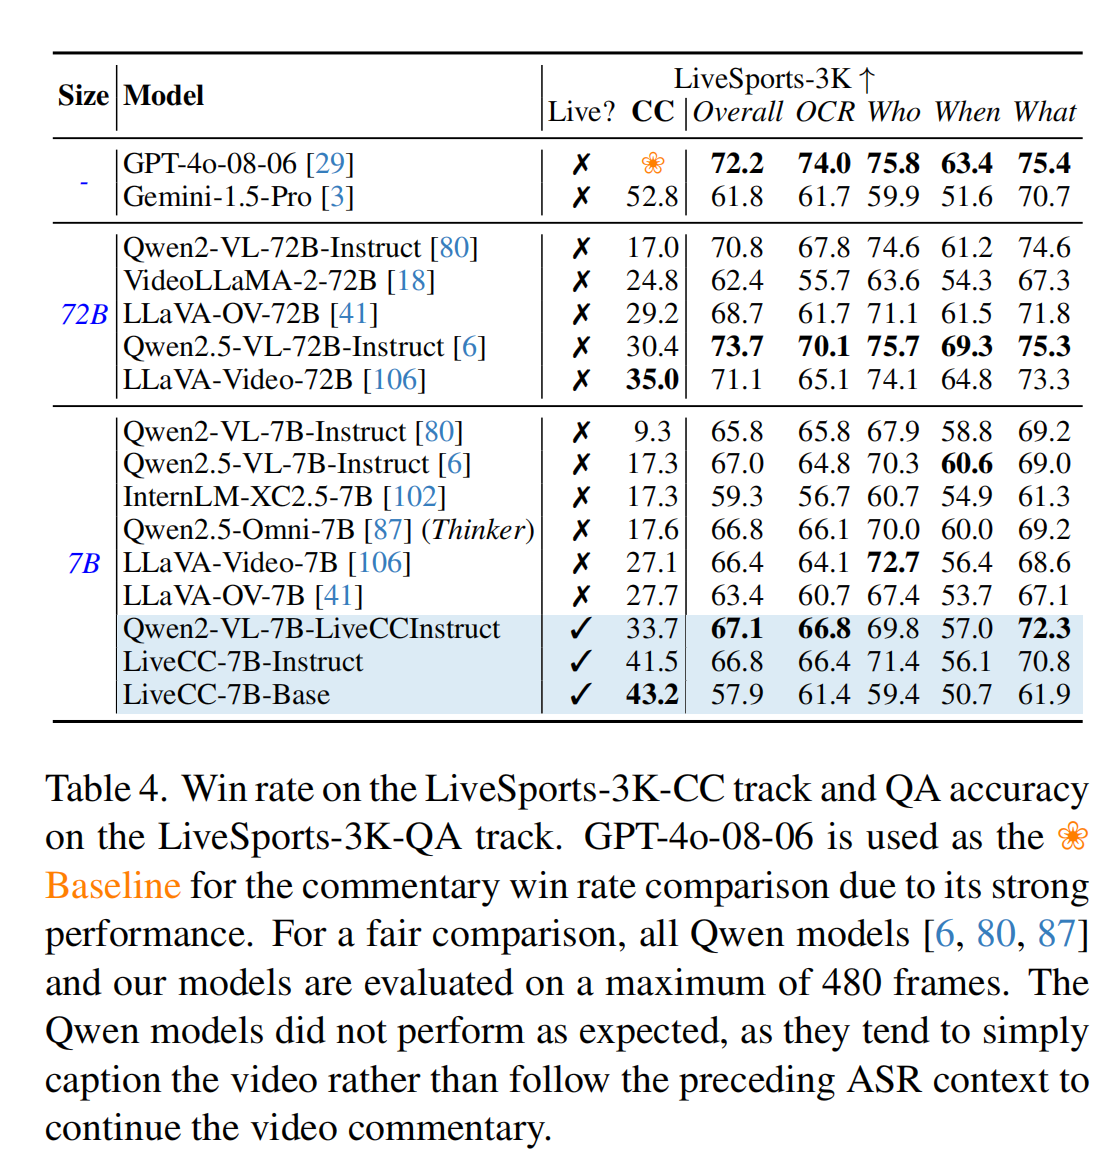 LiveSports-3K ↑
Size Model Live? CC Overall OCR Who When What
- GPT-4o-08-06 [29] ✗ ❀ 72.2 74.0 75.8 63.4 75.4
Gemini-1.5-Pro [3] ✗ 52.8 61.8 61.7 59.9 51.6 70.7
72B Qwen2-VL-72B-Instruct [80] ✗ 17.0 70.8 67.8 74.6 61.2 74.6
VideoLLaMA-2-72B [18] ✗ 24.8 62.4 55.7 63.6 54.3 67.3
LLaVA-OV-72B [41] ✗ 29.2 68.7 61.7 71.1 61.5 71.8
Qwen2.5-VL-72B-Instruct [6] ✗ 30.4 73.7 70.1 75.7 69.3 75.3
LLaVA-Video-72B [106] ✗ 35.0 71.1 65.1 74.1 64.8 73.3
7B Qwen2-VL-7B-Instruct [80] ✗ 9.3 65.8 65.8 67.9 58.8 69.2
Qwen2.5-VL-7B-Instruct [6] ✗ 17.3 67.0 64.8 70.3 60.6 69.0
InternLM-XC2.5-7B [102] ✗ 17.3 59.3 56.7 60.7 54.9 61.3
Qwen2.5-Omni-7B [87] (Thinker) ✗ 17.6 66.8 66.1 70.0 60.0 69.2
LLaVA-Video-7B [106] ✗ 27.1 66.4 64.1 72.7 56.4 68.6
LLaVA-OV-7B [41] ✗ 27.7 63.4 60.7 67.4 53.7 67.1
Qwen2-VL-7B-LiveCCInstruct ✓ 33.7 67.1 66.8 69.8 57.0 72.3
LiveCC-7B-Instruct ✓ 41.5 66.8 66.4 71.4 56.1 70.8
LiveCC-7B-Base ✓ 43.2 57.9 61.4 59.4 50.7 61.9
Table 4. Win rate on the LiveSports-3K-CC track and QA accuracy
on the LiveSports-3K-QA track. GPT-4o-08-06 is used as the ❀
Baseline for the commentary win rate comparison due to its strong
performance. For a fair comparison, all Qwen models [6, 80, 87]
and our models are evaluated on a maximum of 480 frames. The
Qwen models did not perform as expected, as they tend to simply
caption the video rather than follow the preceding ASR context to
continue the video commentary.